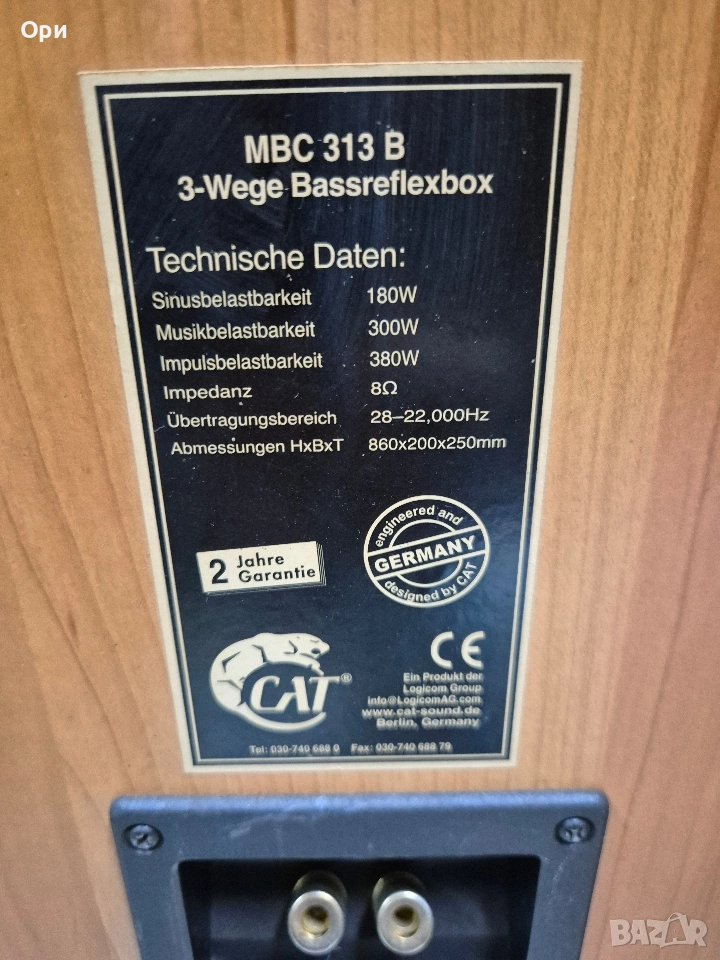 Ори
MBC 313 B
3-Wege Bassreflexbox
Technische Daten:
Sinusbelastbarkeit 180W
Musikbelastbarkeit 300W
Impulsbelastbarkeit 380W
Impedanz 8Ω
Übertragungsbereich 28–22,000Hz
Abmessungen HxBxT 860x200x250mm
2 Jahre
Garantie
engineered and
GERMANY
designed by CAT
CAT®
CE
Ein Produkt der
Logicom Group
info@LogicomAG.com
www.cat-sound.de
Berlin, Germany
Tel: 030-740 688 0 Fax: 030-740 688 79
BAZAR